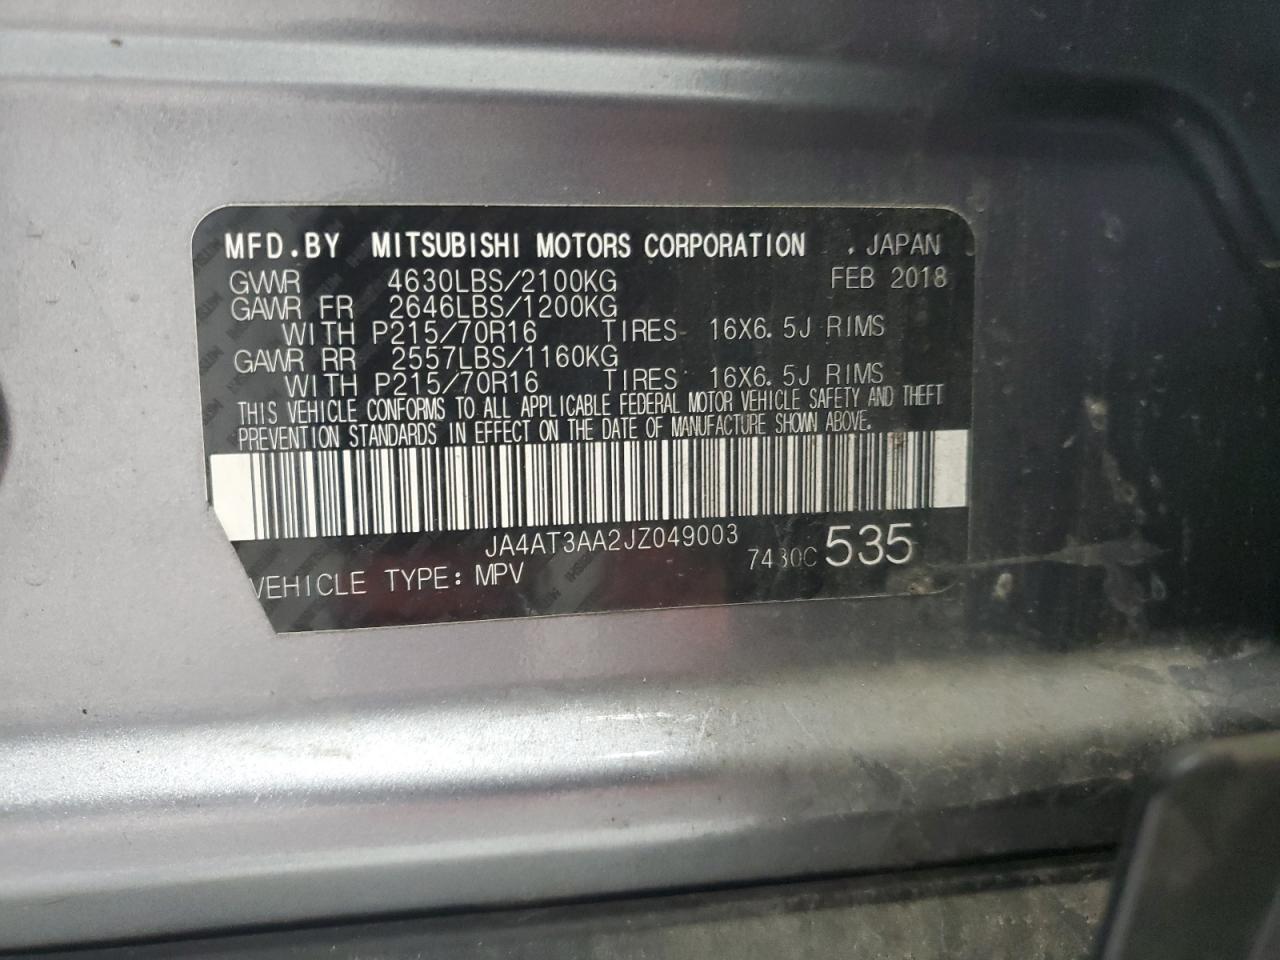 MFD.BY MITSUBISHI MOTORS CORPORATION . JAPAN
GVWR 4630LBS/2100KG FEB 2018
GAWR FR 2646LBS/1200KG
WITH P215/70R16 TIRES 16X6.5J RIMS
GAWR RR 2557LBS/1160KG
WITH P215/70R16 TIRES 16X6.5J RIMS
THIS VEHICLE CONFORMS TO ALL APPLICABLE FEDERAL MOTOR VEHICLE SAFETY AND THEFT
PREVENTION STANDARDS IN EFFECT ON THE DATE OF MANUFACTURE SHOWN ABOVE.
JA4AT3AA2JZ049003
7430C 535
VEHICLE TYPE: MPV